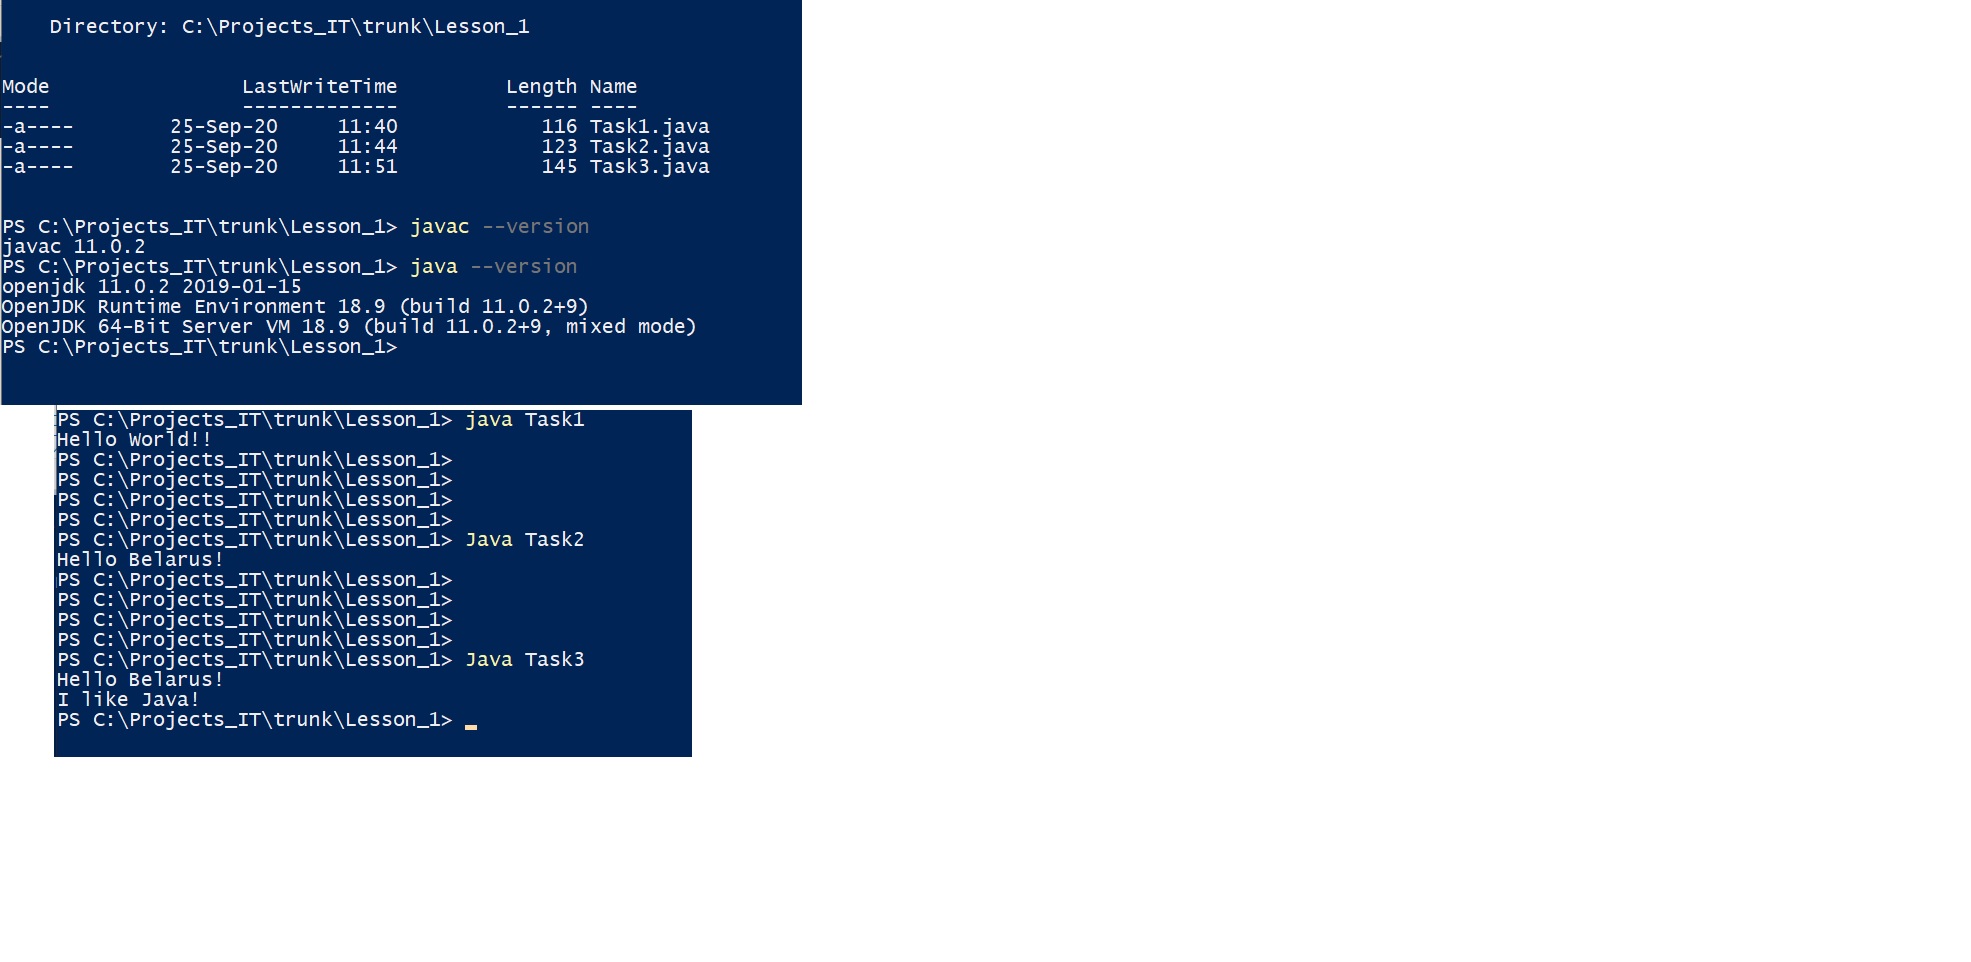 Directory: C:\Projects_IT\trunk\Lesson_1
Mode LastWriteTime Length Name
---- ------------- ------ ----
-a---- 25-Sep-20 11:40 116 Task1.java
-a---- 25-Sep-20 11:44 123 Task2.java
-a---- 25-Sep-20 11:51 145 Task3.java
PS C:\Projects_IT\trunk\Lesson_1> javac --version
javac 11.0.2
PS C:\Projects_IT\trunk\Lesson_1> java --version
openjdk 11.0.2 2019-01-15
OpenJDK Runtime Environment 18.9 (build 11.0.2+9)
OpenJDK 64-Bit Server VM 18.9 (build 11.0.2+9, mixed mode)
PS C:\Projects_IT\trunk\Lesson_1>
PS C:\Projects_IT\trunk\Lesson_1> java Task1
Hello World!!
PS C:\Projects_IT\trunk\Lesson_1>
PS C:\Projects_IT\trunk\Lesson_1>
PS C:\Projects_IT\trunk\Lesson_1>
PS C:\Projects_IT\trunk\Lesson_1>
PS C:\Projects_IT\trunk\Lesson_1> Java Task2
Hello Belarus!
PS C:\Projects_IT\trunk\Lesson_1>
PS C:\Projects_IT\trunk\Lesson_1>
PS C:\Projects_IT\trunk\Lesson_1>
PS C:\Projects_IT\trunk\Lesson_1>
PS C:\Projects_IT\trunk\Lesson_1> Java Task3
Hello Belarus!
I like Java!
PS C:\Projects_IT\trunk\Lesson_1>